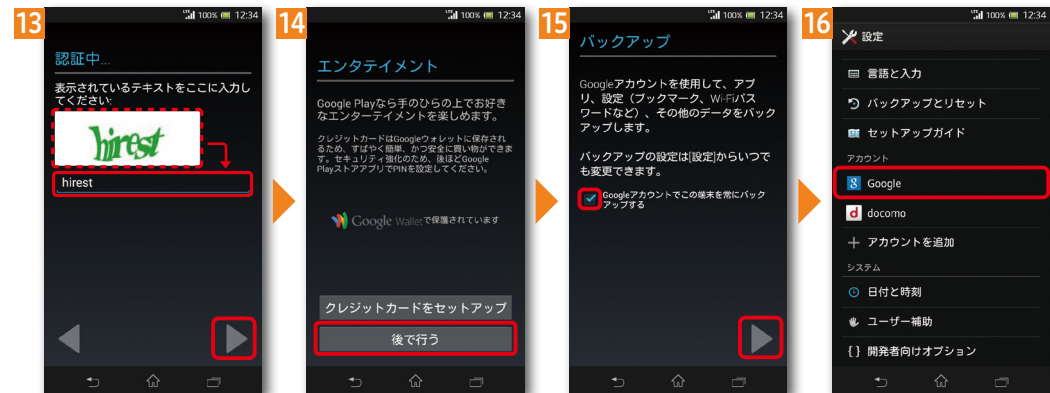 13
100% 12:34
認証中...
表示されているテキストをここに入力し
てください:
hirest
hirest
14
100% 12:34
エンタテイメント
Google Playなら手のひらの上でお好き
なエンターテイメントを楽しめます。
クレジットカードはGoogleウォレットに保存され
るため、すばやく簡単、かつ安全に買い物ができま
す。セキュリティ強化のため、後ほどGoogle
PlayストアアプリでPINを設定してください。
Google Walletで保護されています
クレジットカードをセットアップ
後で行う
15
100% 12:34
バックアップ
Googleアカウントを使用して、アプ
リ、設定（ブックマーク、Wi-Fiパス
ワードなど）、その他のデータをバック
アップします。
バックアップの設定は[設定]からいつで
も変更できます。
Googleアカウントでこの端末を常にバック
アップする
16
100% 12:34
設定
言語と入力
バックアップとリセット
セットアップガイド
アカウント
8 Google
d docomo
＋ アカウントを追加
システム
日付と時刻
ユーザー補助
{ } 開発者向けオプション